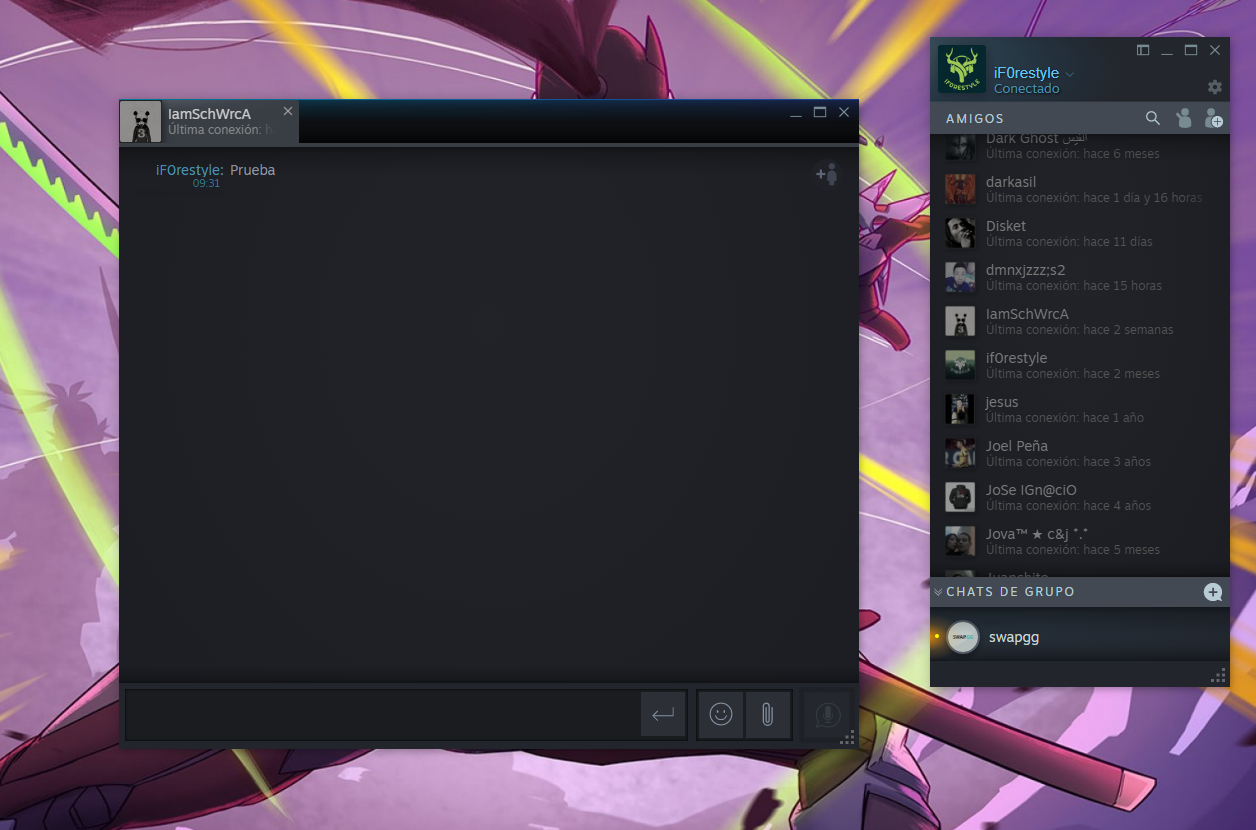 IamSchWrCA
Última conexión: h
iF0restyle: Prueba
09:31
iF0RESTYLE
iF0restyle
Conectado
AMIGOS
Dark Ghost
Última conexión: hace 6 meses
darkasil
Última conexión: hace 1 día y 16 horas
Disket
Última conexión: hace 11 días
dmnxjzzz;s2
Última conexión: hace 15 horas
IamSchWrCA
Última conexión: hace 2 semanas
if0restyle
Última conexión: hace 2 meses
jesus
Última conexión: hace 1 año
Joel Peña
Última conexión: hace 3 años
JoSe IGn@ciO
Última conexión: hace 4 años
Jova™ ★ c&j *.*
Última conexión: hace 5 meses
Juanchito
CHATS DE GRUPO
SWAPGG
swapgg